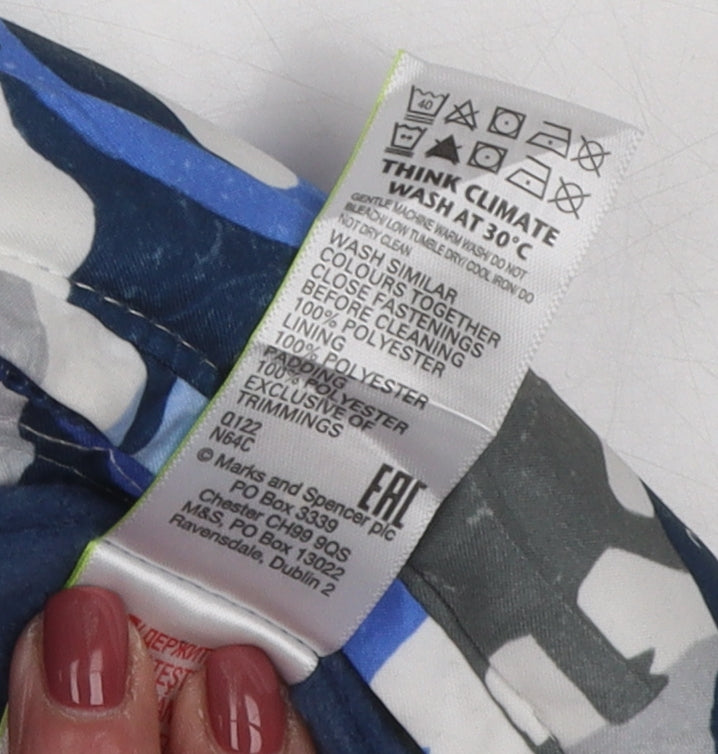 40
THINK CLIMATE
WASH AT 30°C
GENTLE MACHINE WARM WASH/ DO NOT
BLEACH/ LOW TUMBLE DRY/ COOL IRON/ DO
NOT DRY CLEAN
WASH SIMILAR
COLOURS TOGETHER
CLOSE FASTENINGS
BEFORE CLEANING
100% POLYESTER
LINING
100% POLYESTER
PADDING
100% POLYESTER
EXCLUSIVE OF
TRIMMINGS
Q122
N64C
EAC
© Marks and Spencer plc
PO Box 3339
Chester CH99 9QS
M&S, PO Box 13022
Ravensdale, Dublin 2